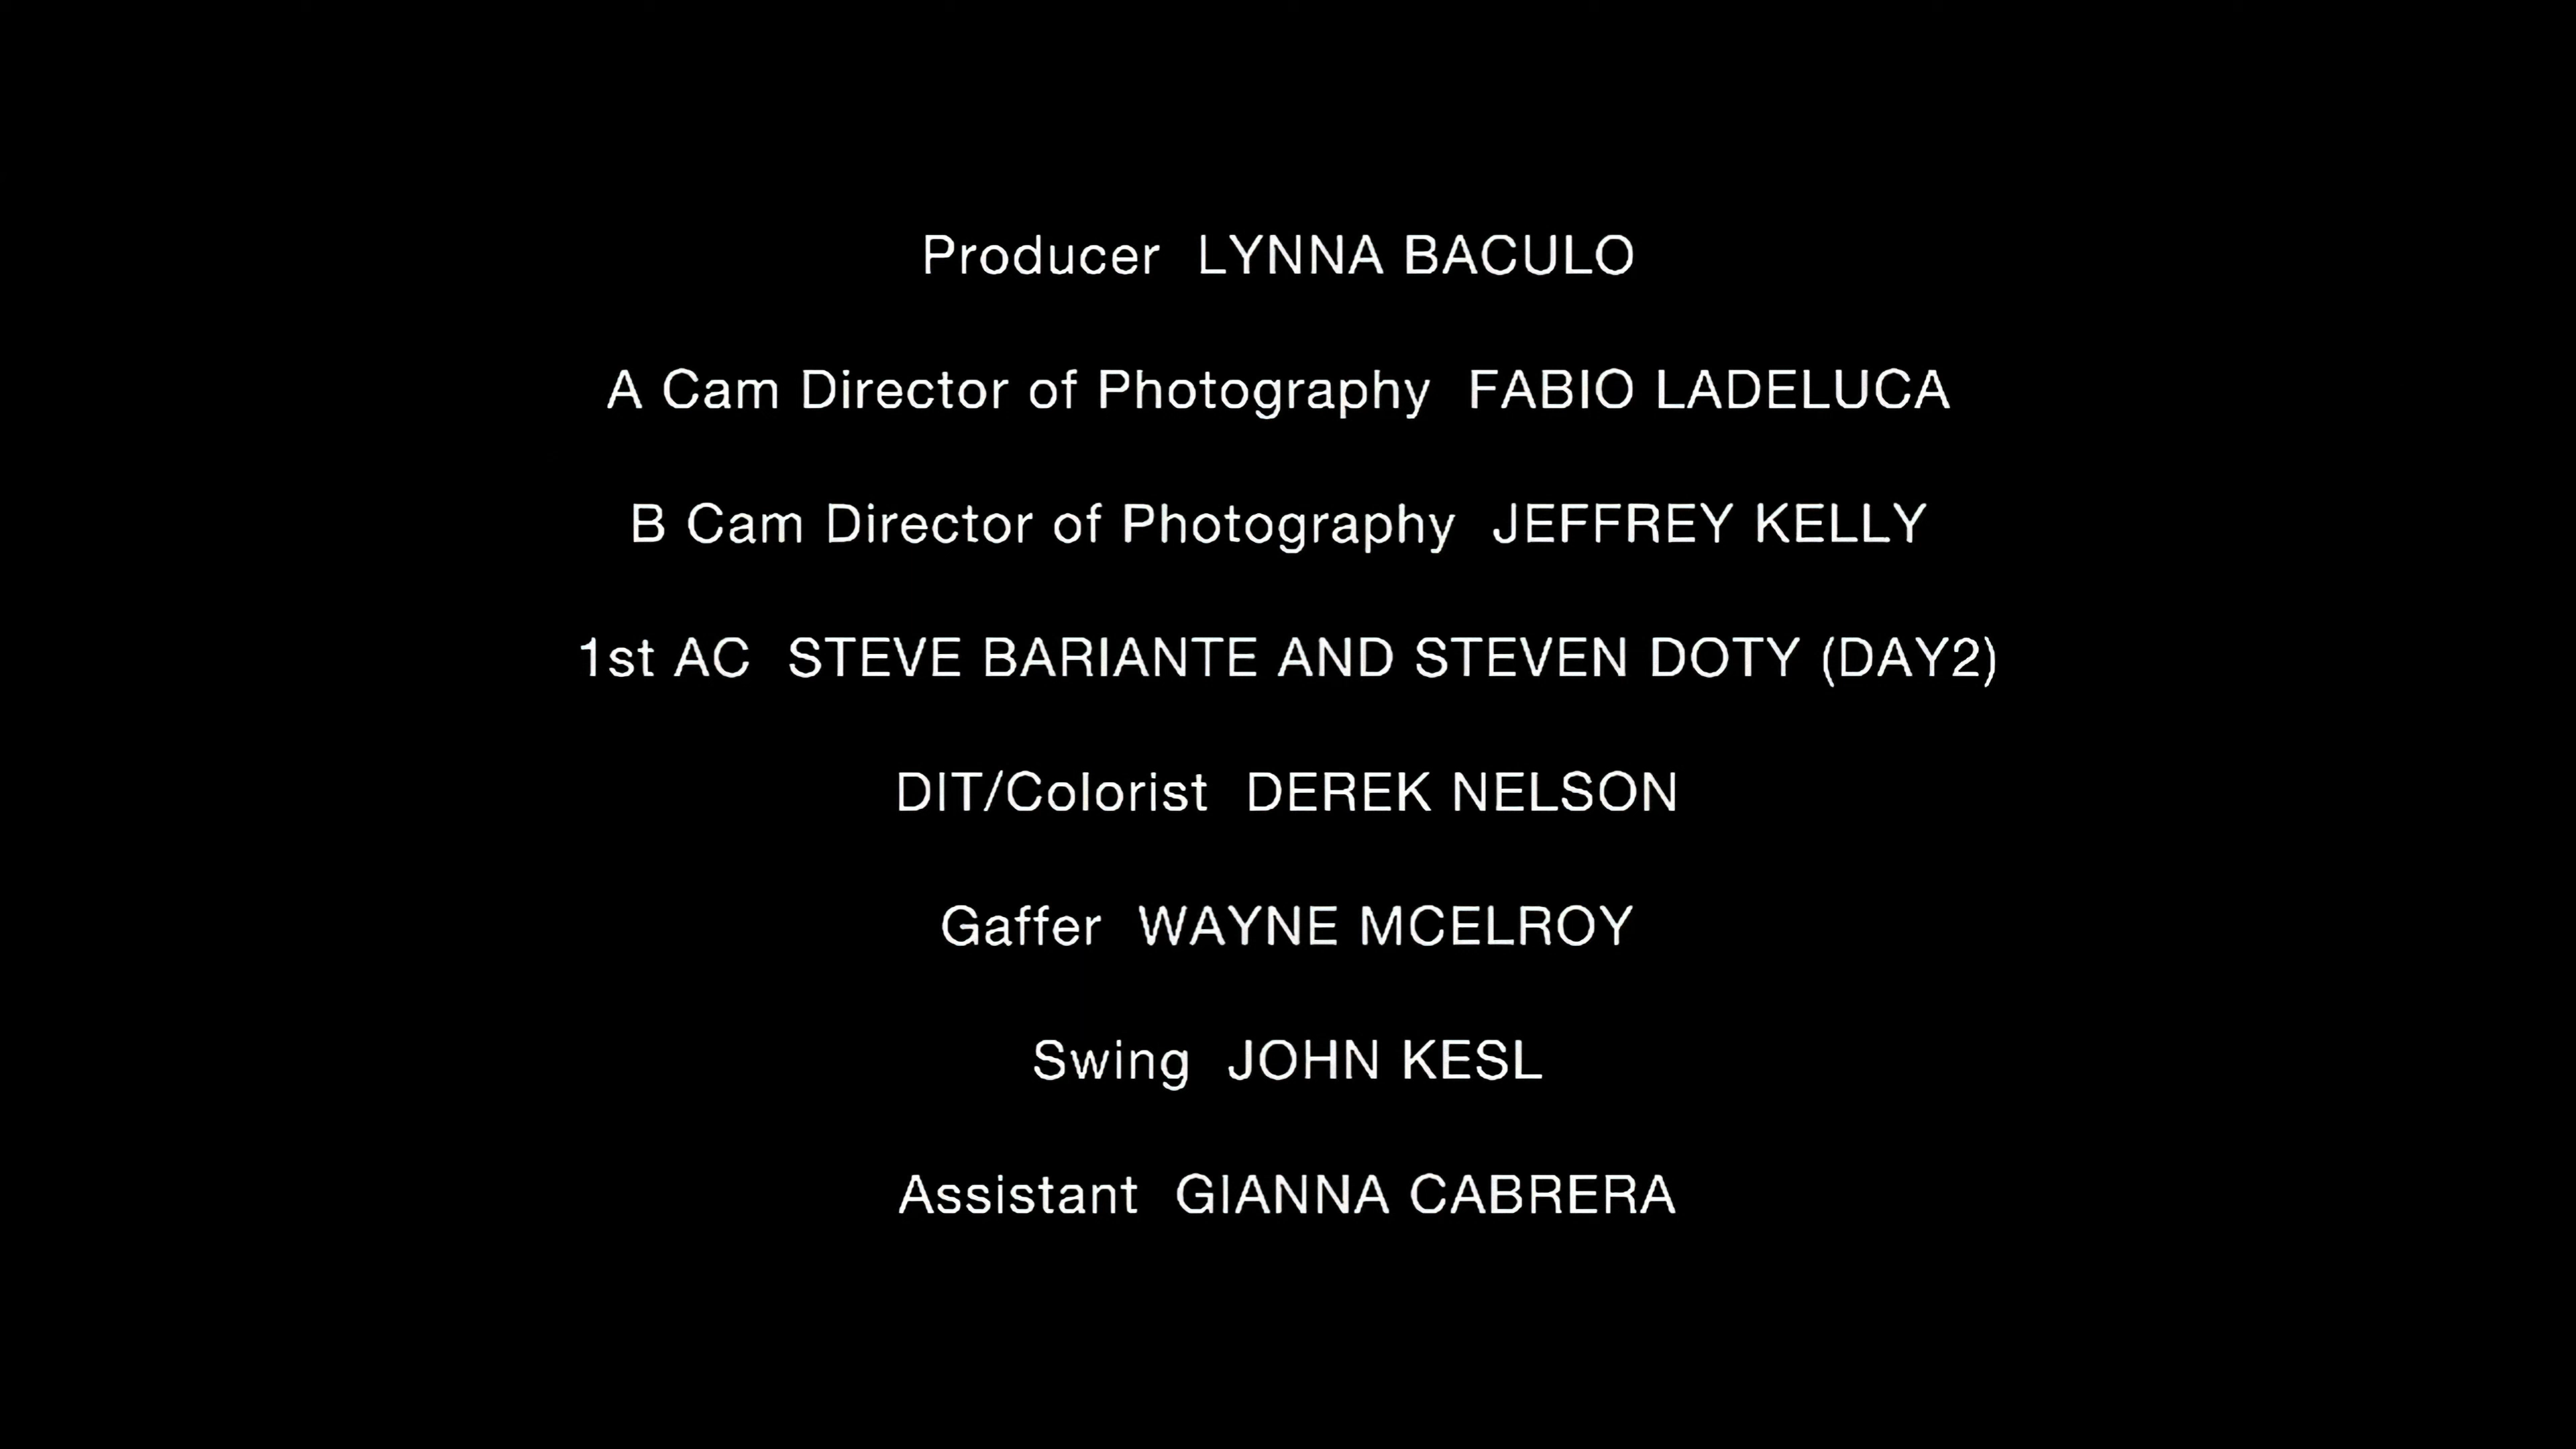 Producer LYNNA BACULO
A Cam Director of Photography FABIO LADELUCA
B Cam Director of Photography JEFFREY KELLY
1st AC STEVE BARIANTE AND STEVEN DOTY (DAY2)
DIT/Colorist DEREK NELSON
Gaffer WAYNE MCELROY
Swing JOHN KESL
Assistant GIANNA CABRERA